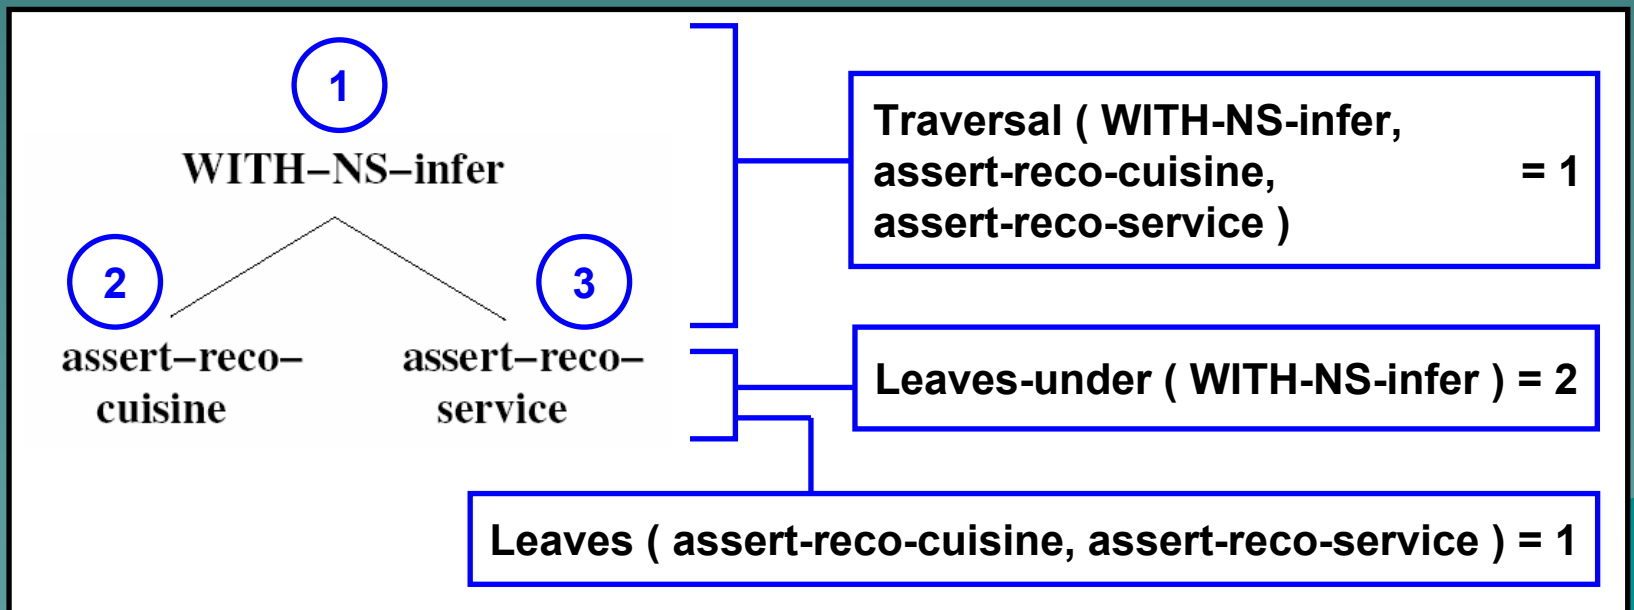 1
WITH–NS–infer
2
3
assert–reco–
cuisine
assert–reco–
service
Traversal ( WITH-NS-infer,
assert-reco-cuisine, = 1
assert-reco-service )
Leaves-under ( WITH-NS-infer ) = 2
Leaves ( assert-reco-cuisine, assert-reco-service ) = 1